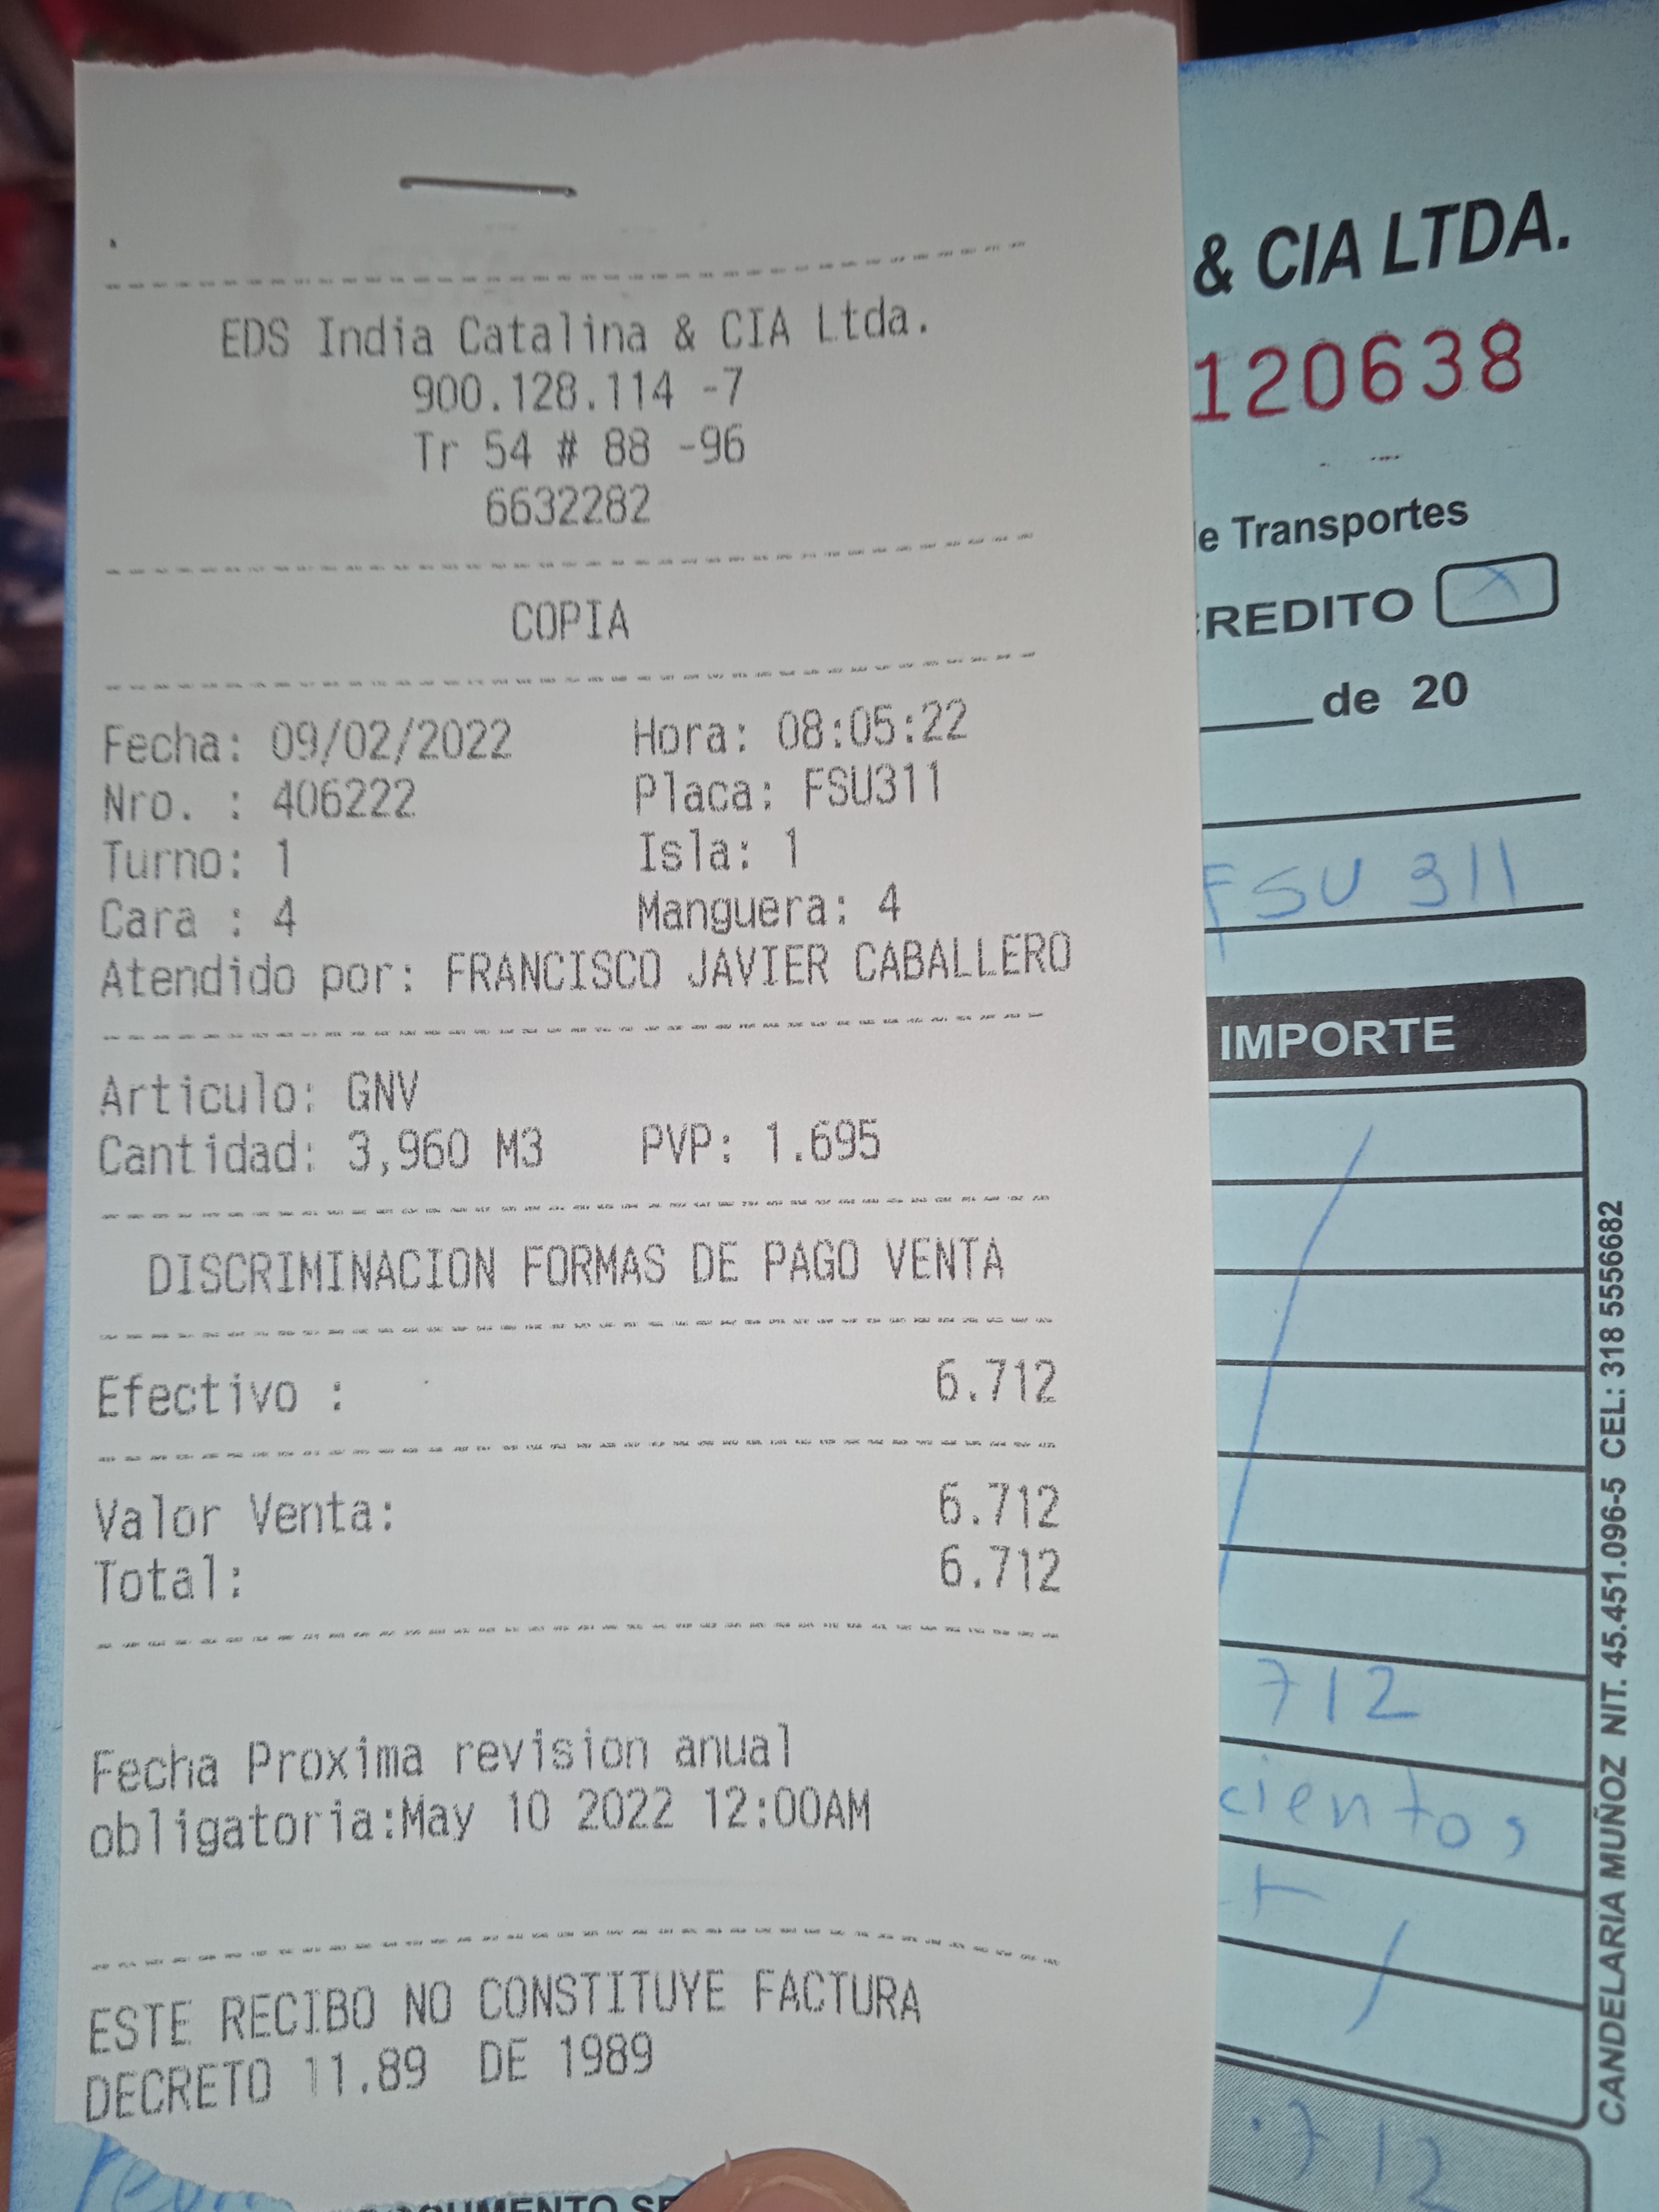 EDS India Catalina & CIA Ltda.
900.128.114 -7
Tr 54 # 88 -96
6632282
COPIA
Fecha: 09/02/2022 Hora: 08:05:22
Nro. : 406222 Placa: FSU311
Turno: 1 Isla: 1
Cara : 4 Manguera: 4
Atendido por: FRANCISCO JAVIER CABALLERO
Articulo: GNV
Cantidad: 3,960 M3 PVP: 1.695
DISCRIMINACION FORMAS DE PAGO VENTA
Efectivo : 6.712
Valor Venta: 6.712
Total: 6.712
Fecha Proxima revision anual
obligatoria:May 10 2022 12:00AM
ESTE RECIBO NO CONSTITUYE FACTURA
DECRETO 11.89 DE 1989
& CIA LTDA.
120638
e Transportes
REDITO X
de 20
FSU 311
IMPORTE
712
cientos
712
CANDELARIA MUÑOZ NIT. 45.451.096-5 CEL: 318 5556682